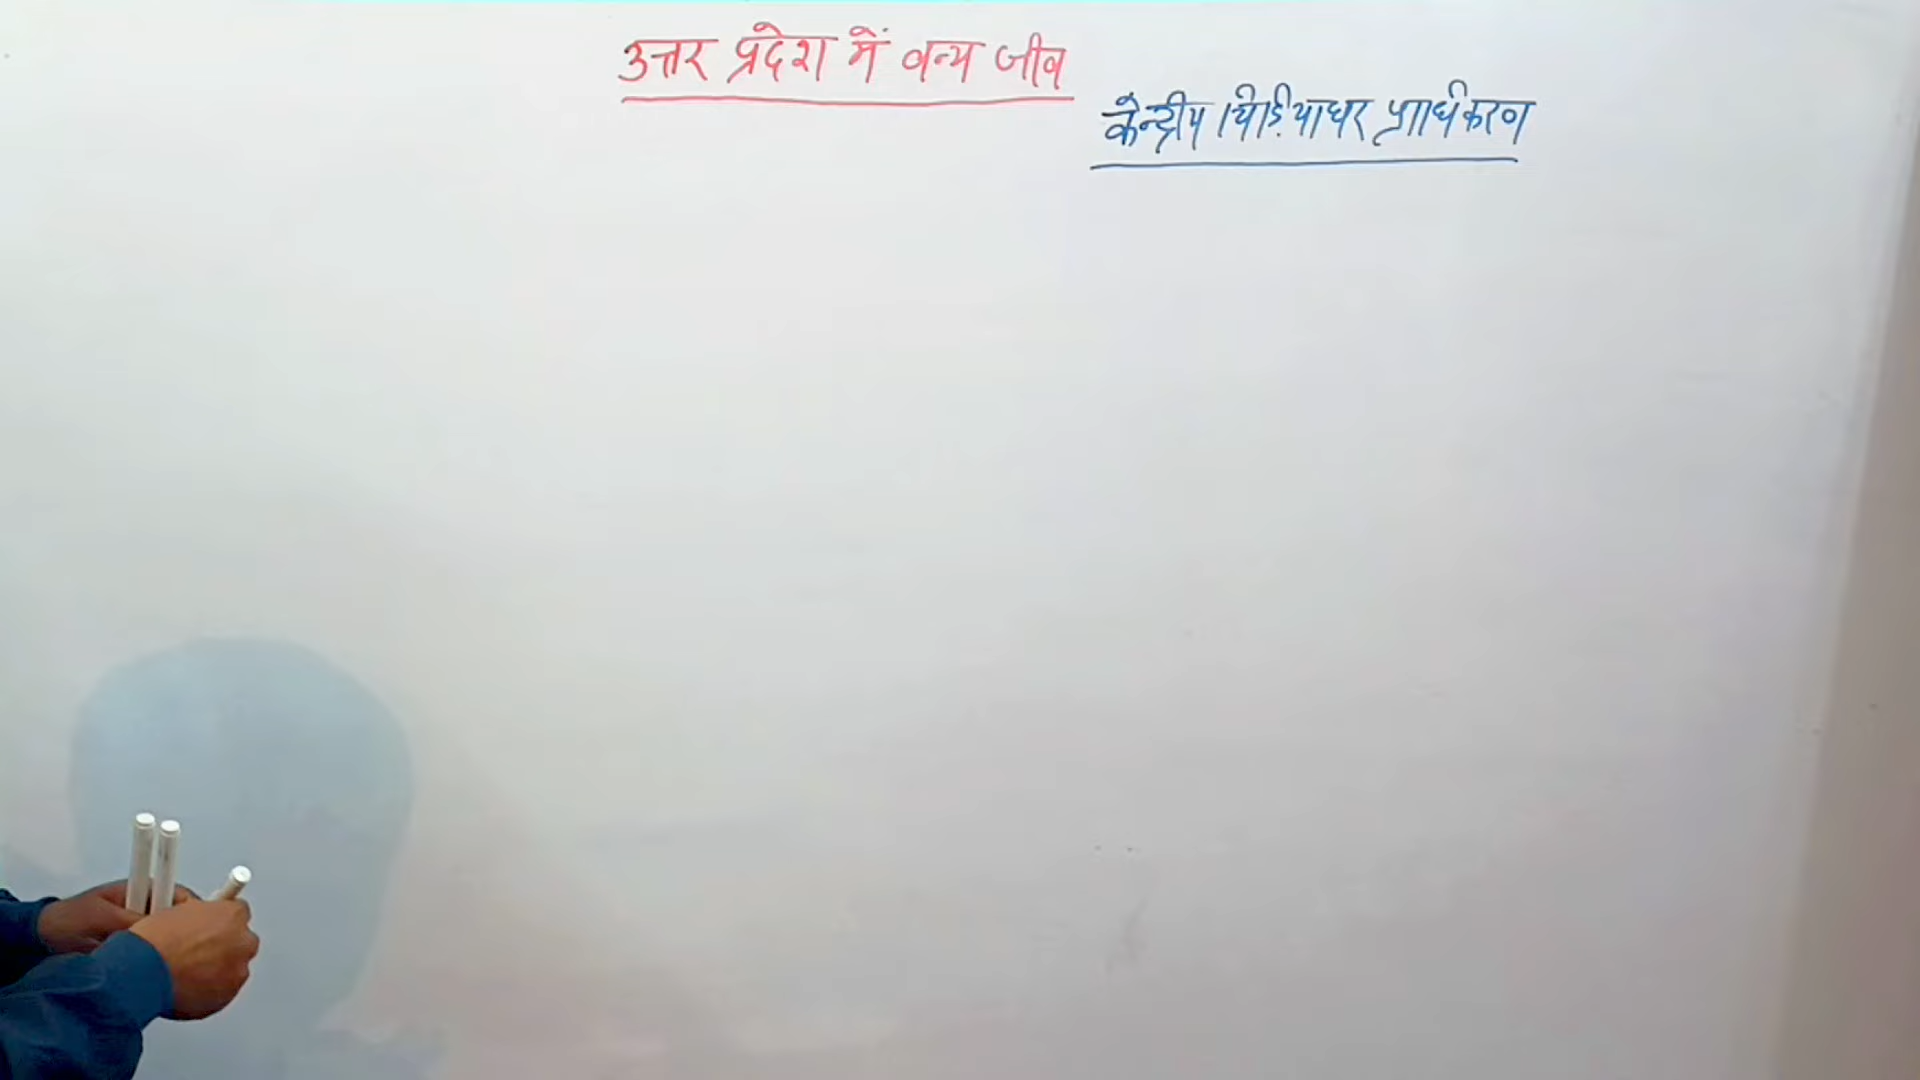 उत्तर प्रदेश में वन्य जीव
केन्द्रीय चिड़ियाघर प्राधिकरण